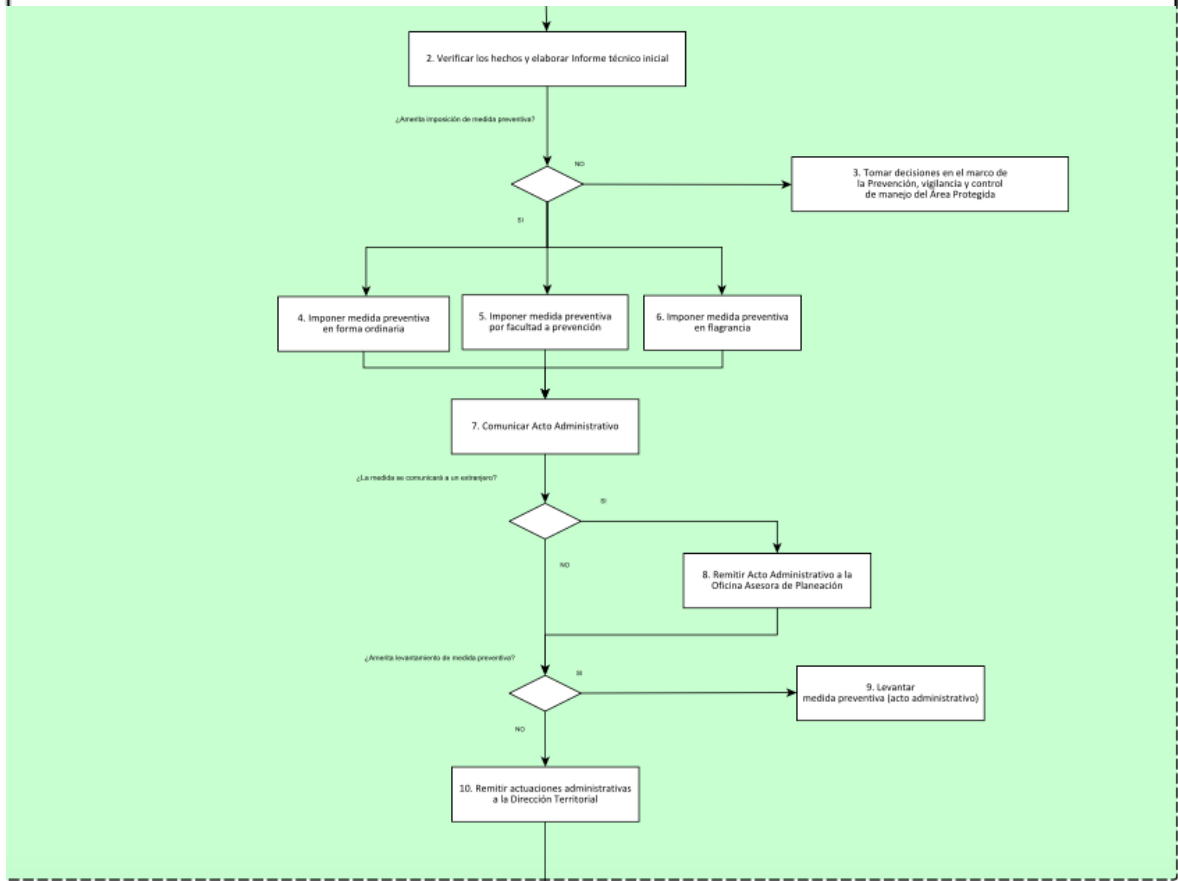 2. Verificar los hechos y elaborar Informe técnico inicial
¿Amerita imposición de medida preventiva?
NO
3. Tomar decisiones en el marco de
la Prevención, vigilancia y control
de manejo del Área Protegida
SI
4. Imponer medida preventiva
en forma ordinaria
5. Imponer medida preventiva
por facultad a prevención
6. Imponer medida preventiva
en flagrancia
7. Comunicar Acto Administrativo
¿La medida se comunicará a un extranjero?
SI
NO
8. Remitir Acto Administrativo a la
Oficina Asesora de Planeación
¿Amerita levantamiento de medida preventiva?
SI
9. Levantar
medida preventiva (acto administrativo)
NO
10. Remitir actuaciones administrativas
a la Dirección Territorial